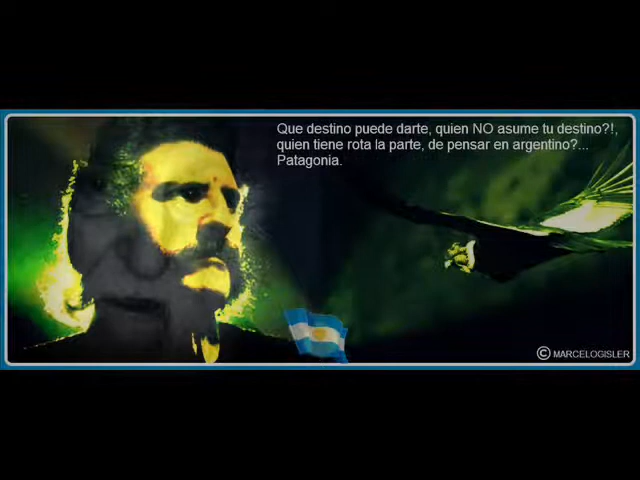 Que destino puede darte, quien NO asume tu destino?!,
quien tiene rota la parte, de pensar en argentino?...
Patagonia.
© MARCELOGISLER